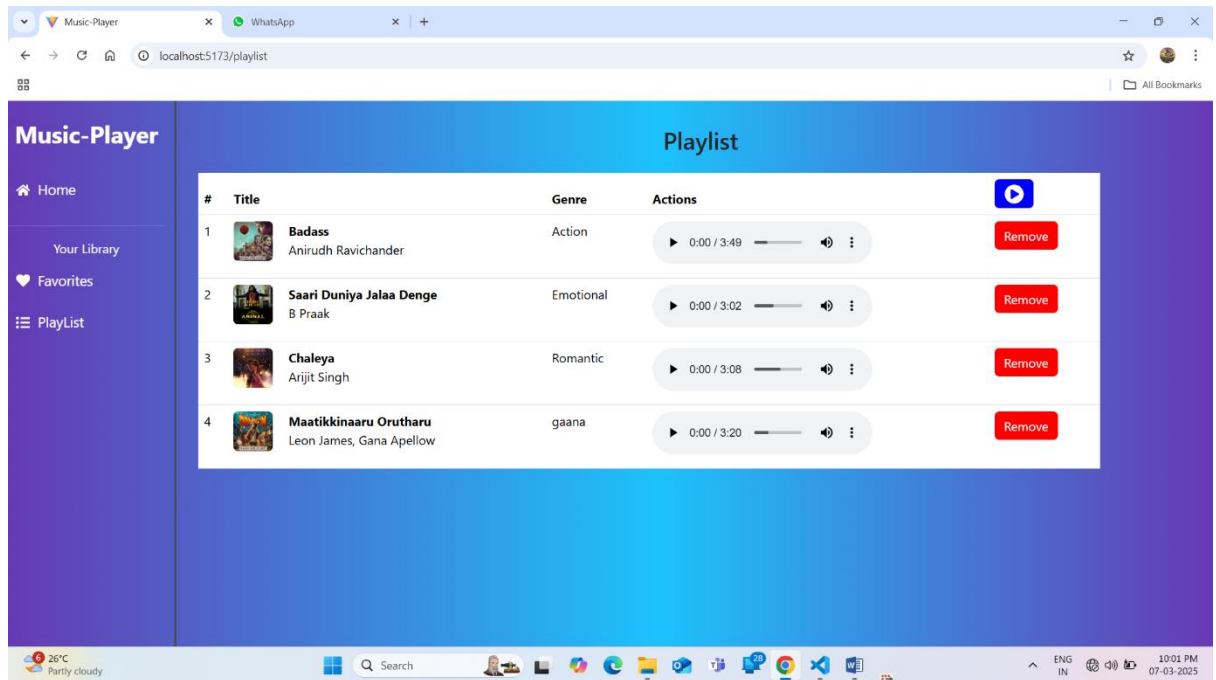 Music-Player
WhatsApp
localhost:5173/playlist
All Bookmarks
Music-Player
Home
Your Library
Favorites
PlayList
Playlist
# Title Genre Actions
1 Badass Action 0:00 / 3:49 Remove
Anirudh Ravichander
2 Saari Duniya Jalaa Denge Emotional 0:00 / 3:02 Remove
B Praak
3 Chaleya Romantic 0:00 / 3:08 Remove
Arijit Singh
4 Maatikkinaaru Orutharu gaana 0:00 / 3:20 Remove
Leon James, Gana Apellow
6 26°C
Partly cloudy
Search
28
ENG
IN
10:01 PM
07-03-2025